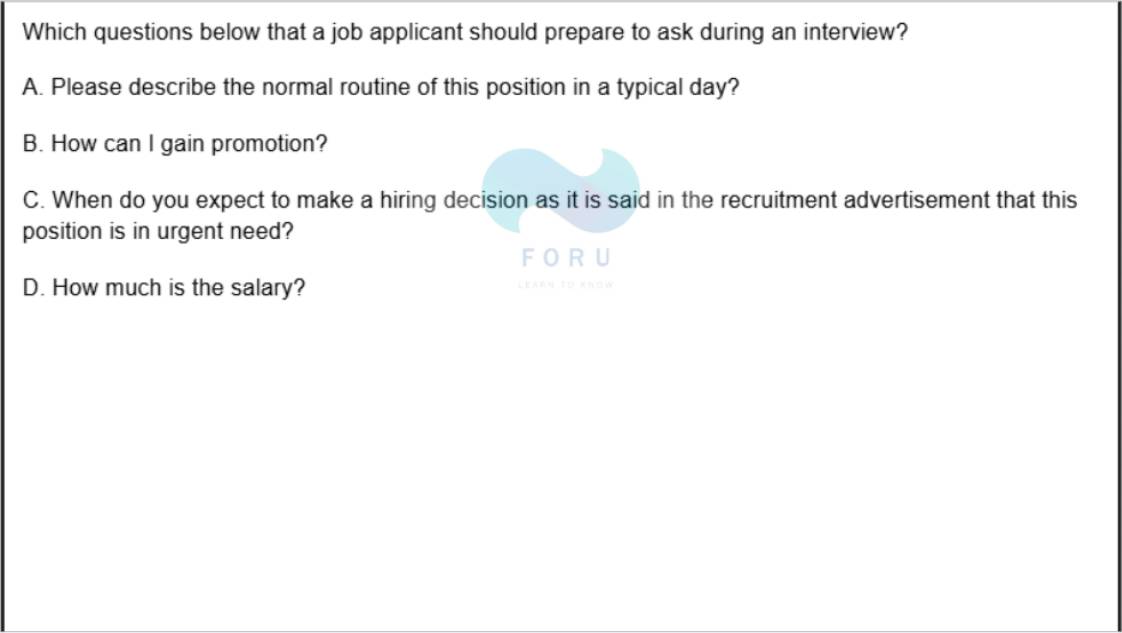 Which questions below that a job applicant should prepare to ask during an interview?
A. Please describe the normal routine of this position in a typical day?
B. How can I gain promotion?
C. When do you expect to make a hiring decision as it is said in the recruitment advertisement that this
position is in urgent need?
FORU
LEARN TO KNOW
D. How much is the salary?